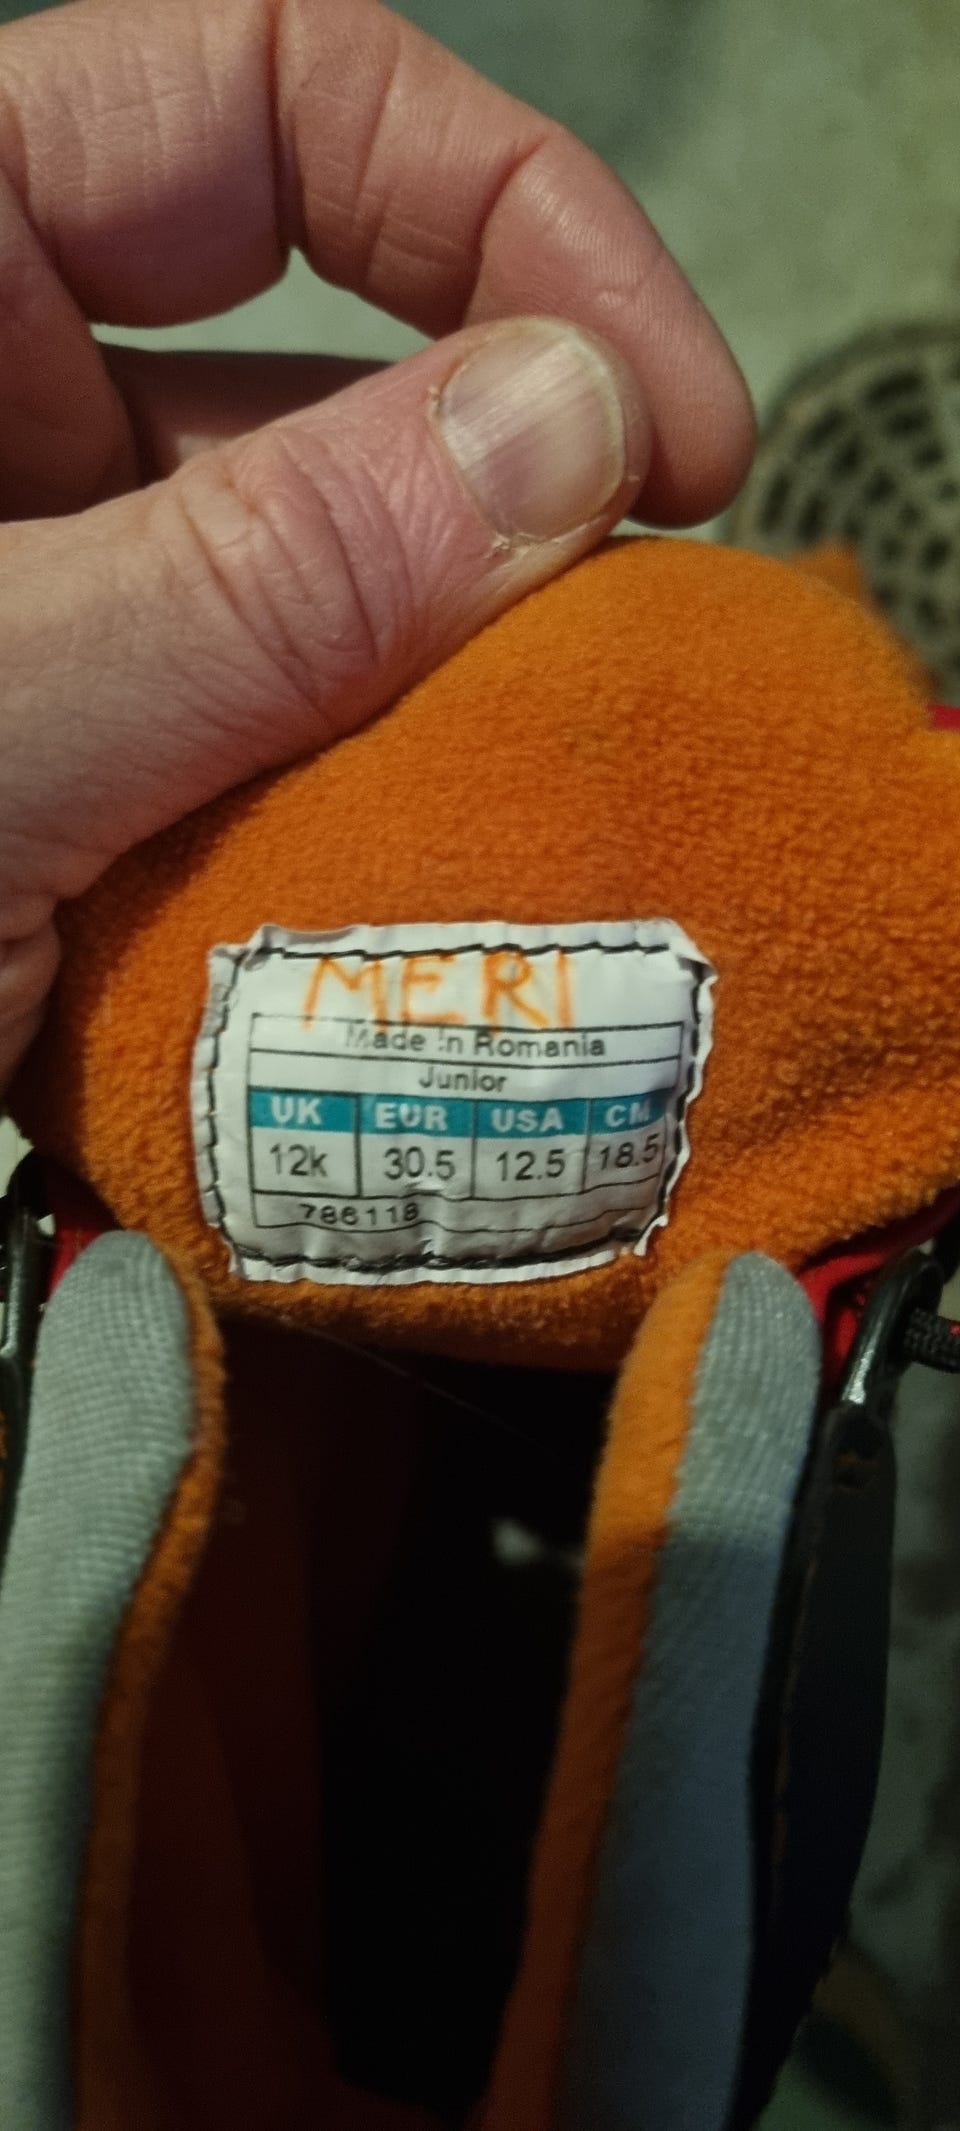 MERI
Made in Romania
Junior
UK EUR USA CM
12k 30.5 12.5 18.5
786118